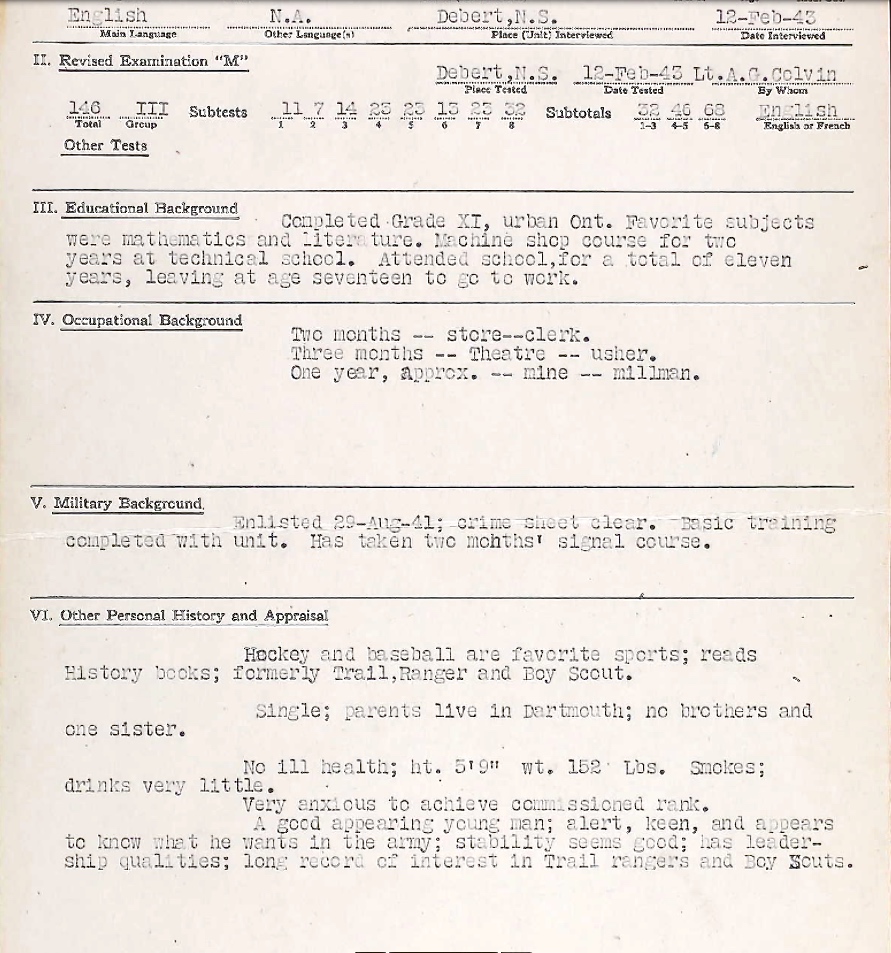 English N.A. Debert,N.S. 12-Feb-43
Main Language Other Language(s) Place (Unit) Interviewed Date Interviewed
II. Revised Examination "M"
Debert,N.S. 12-Feb-43 Lt.A.G.Colvin
Place Tested Date Tested By Whom
146 III Subtests 11 7 14 23 23 13 23 32 Subtotals 32 46 68 English
Total Group 1 2 3 4 5 6 7 8 1-3 4-5 6-8 English or French
Other Tests
III. Educational Background
Completed Grade XI, urban Ont. Favorite subjects
were mathematics and literature. Machine shop course for two
years at technical school. Attended school,for a total of eleven
years, leaving at age seventeen to go to work.
IV. Occupational Background
Two months -- store--clerk.
Three months -- Theatre -- usher.
One year, approx. -- mine -- millman.
V. Military Background
Enlisted 29-Aug-41; crime sheet clear. Basic training
completed with unit. Has taken two mohths' signal course.
VI. Other Personal History and Appraisal
Hockey and baseball are favorite sports; reads
History books; formerly Trail,Ranger and Boy Scout.
Single; parents live in Dartmouth; no brothers and
one sister.
No ill health; ht. 5'9" wt. 152 Lbs. Smokes;
drinks very little.
Very anxious to achieve commissioned rank.
A good appearing young man; alert, keen, and appears
to know what he wants in the army; stability seems good; has leader-
ship qualities; long record of interest in Trail rangers and Boy Scouts.